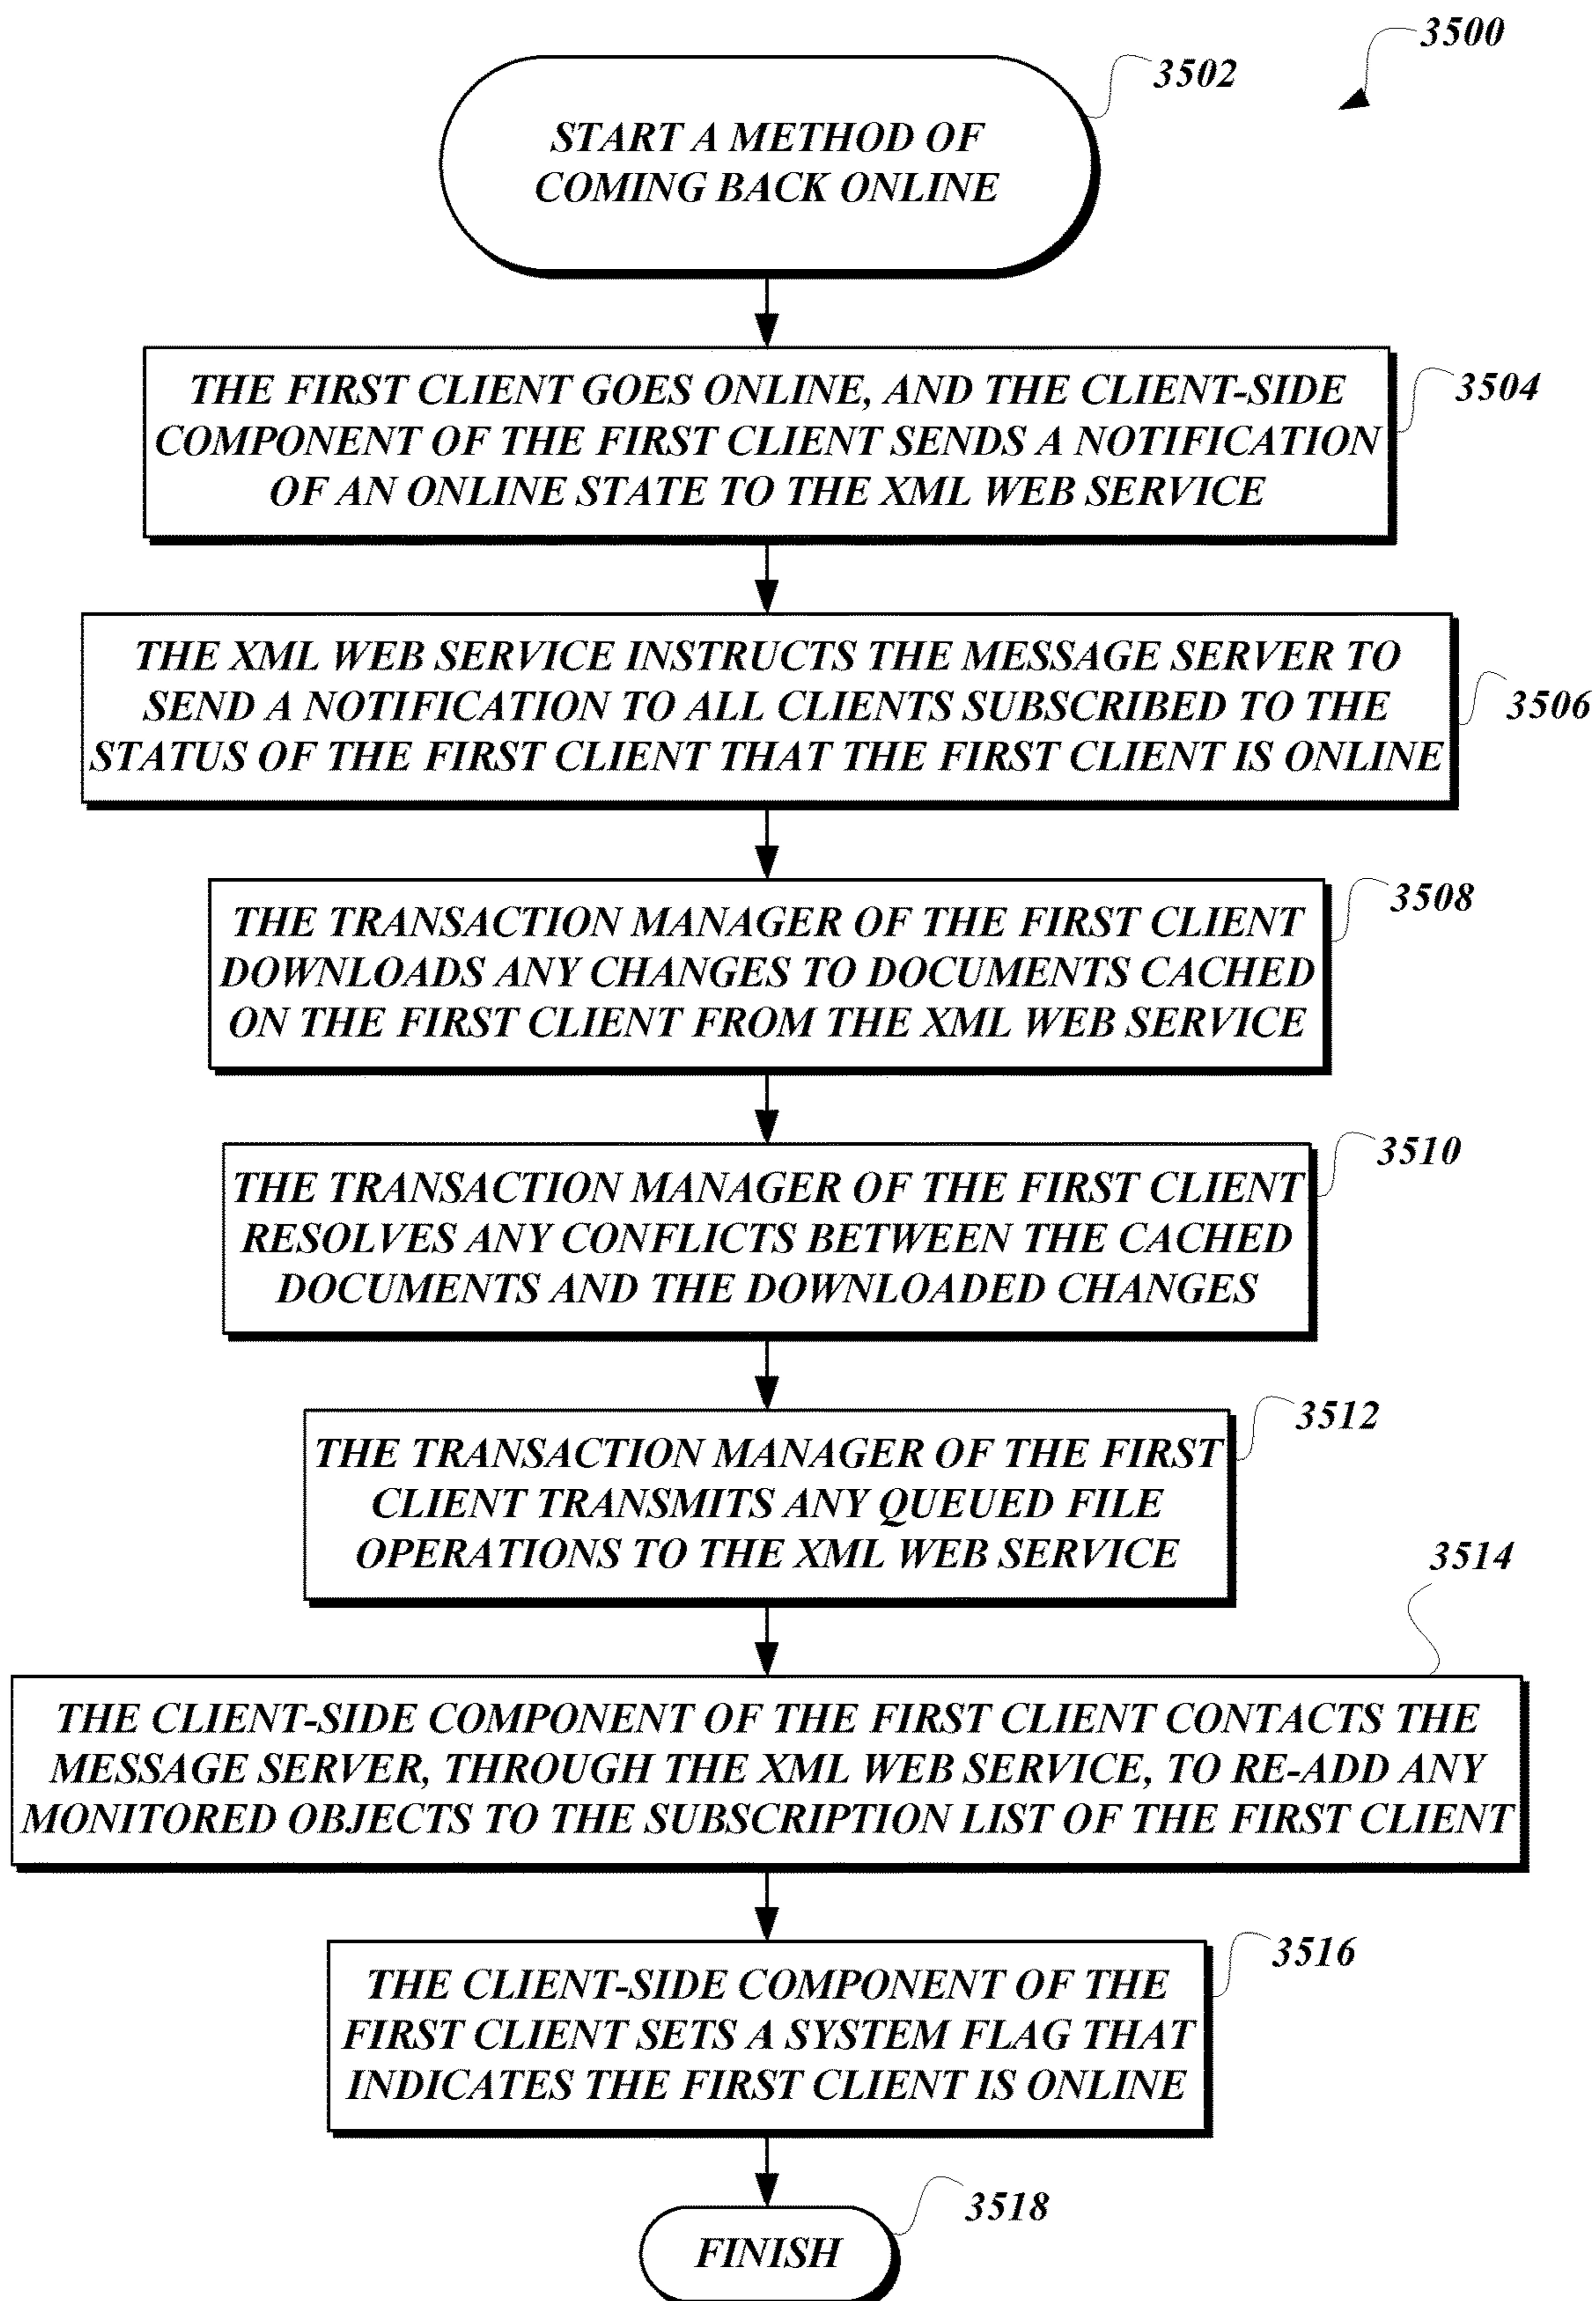 3500
3502
START A METHOD OF
COMING BACK ONLINE
THE FIRST CLIENT GOES ONLINE, AND THE CLIENT-SIDE
COMPONENT OF THE FIRST CLIENT SENDS A NOTIFICATION
OF AN ONLINE STATE TO THE XML WEB SERVICE
3504
THE XML WEB SERVICE INSTRUCTS THE MESSAGE SERVER TO
SEND A NOTIFICATION TO ALL CLIENTS SUBSCRIBED TO THE
STATUS OF THE FIRST CLIENT THAT THE FIRST CLIENT IS ONLINE
3506
THE TRANSACTION MANAGER OF THE FIRST CLIENT
DOWNLOADS ANY CHANGES TO DOCUMENTS CACHED
ON THE FIRST CLIENT FROM THE XML WEB SERVICE
3508
THE TRANSACTION MANAGER OF THE FIRST CLIENT
RESOLVES ANY CONFLICTS BETWEEN THE CACHED
DOCUMENTS AND THE DOWNLOADED CHANGES
3510
THE TRANSACTION MANAGER OF THE FIRST
CLIENT TRANSMITS ANY QUEUED FILE
OPERATIONS TO THE XML WEB SERVICE
3512
3514
THE CLIENT-SIDE COMPONENT OF THE FIRST CLIENT CONTACTS THE
MESSAGE SERVER, THROUGH THE XML WEB SERVICE, TO RE-ADD ANY
MONITORED OBJECTS TO THE SUBSCRIPTION LIST OF THE FIRST CLIENT
THE CLIENT-SIDE COMPONENT OF THE
FIRST CLIENT SETS A SYSTEM FLAG THAT
INDICATES THE FIRST CLIENT IS ONLINE
3516
3518
FINISH